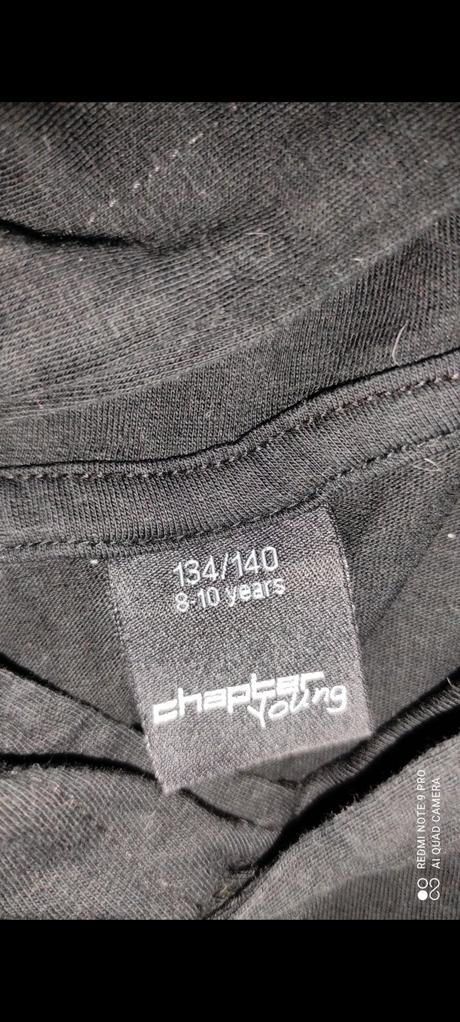 134/140
8-10 years
chapter
young
REDMI NOTE 9 PRO
AI QUAD CAMERA